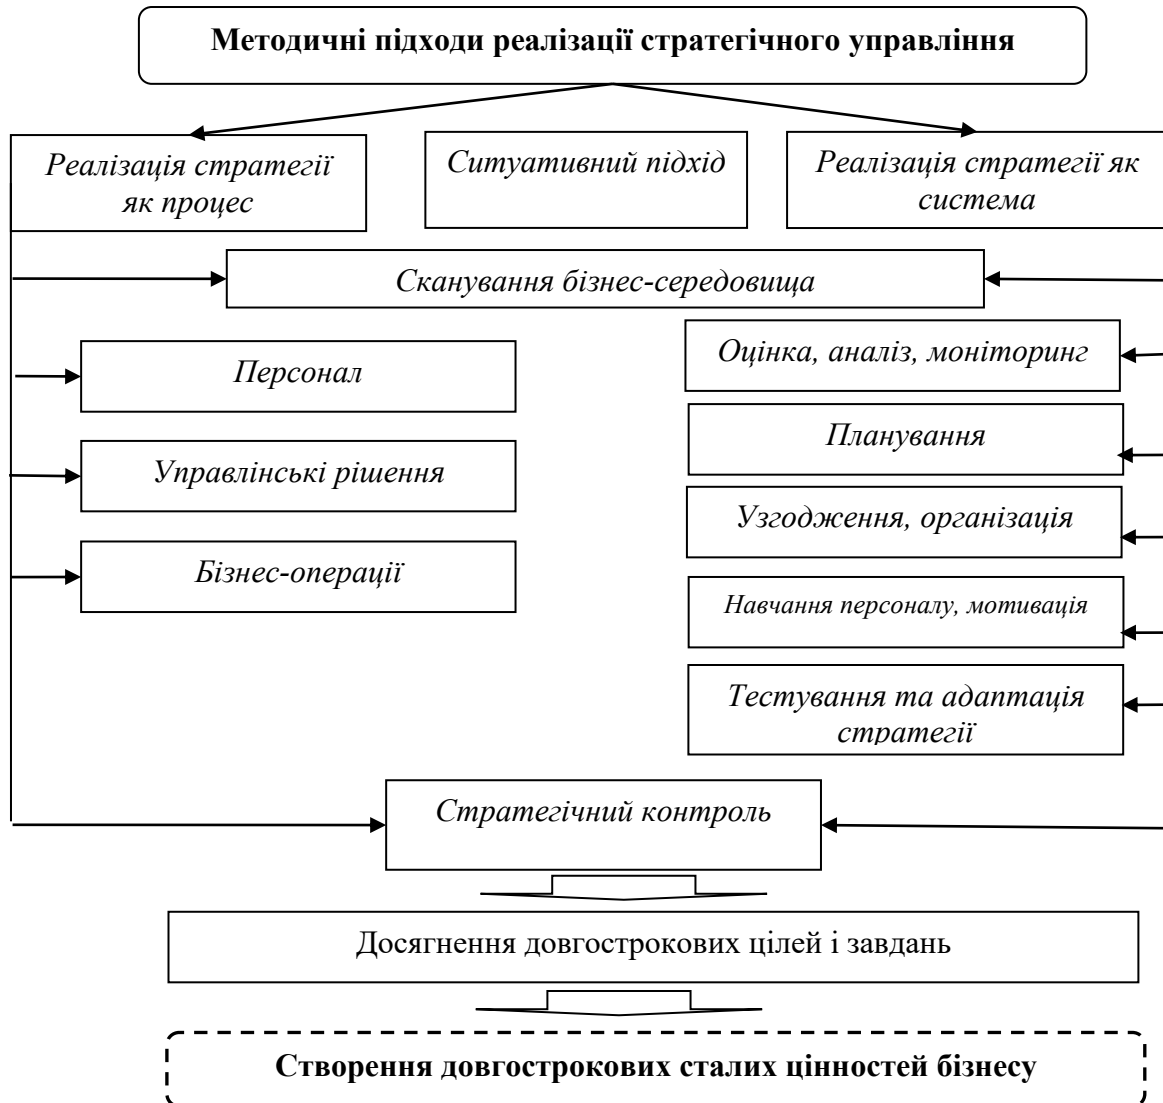 Методичні підходи реалізації стратегічного управління
Реалізація стратегії
як процес
Ситуативний підхід
Реалізація стратегії як
система
Сканування бізнес-середовища
Персонал
Управлінські рішення
Бізнес-операції
Оцінка, аналіз, моніторинг
Планування
Узгодження, організація
Навчання персоналу, мотивація
Тестування та адаптація
стратегії
Стратегічний контроль
Досягнення довгострокових цілей і завдань
Створення довгострокових сталих цінностей бізнесу